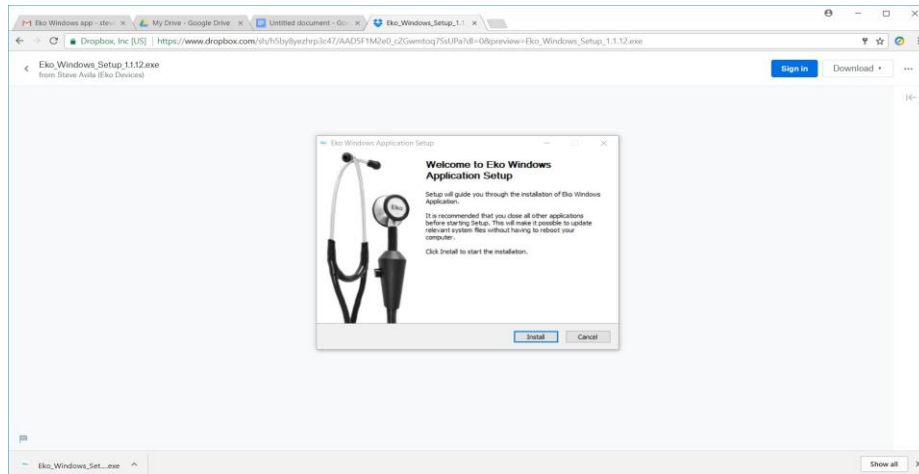 Eko Windows app - stev
My Drive - Google Drive
Untitled document - Goo
Eko_Windows_Setup_1.1
Dropbox, Inc [US]
https://www.dropbox.com/sh/h5by8yezhrp3c47/AAD5F1M2e0_cZGwmtoq7SsUPa?dl=0&preview=Eko_Windows_Setup_1.1.12.exe
Eko_Windows_Setup_1.1.12.exe
from Steve Avila (Eko Devices)
Sign in
Download
Eko Windows Application Setup
Welcome to Eko Windows
Application Setup
Setup will guide you through the installation of Eko Windows
Application.
It is recommended that you close all other applications
before starting Setup. This will make it possible to update
relevant system files without having to reboot your
computer.
Click Install to start the installation.
Eko
Install
Cancel
Eko_Windows_Set....exe
Show all